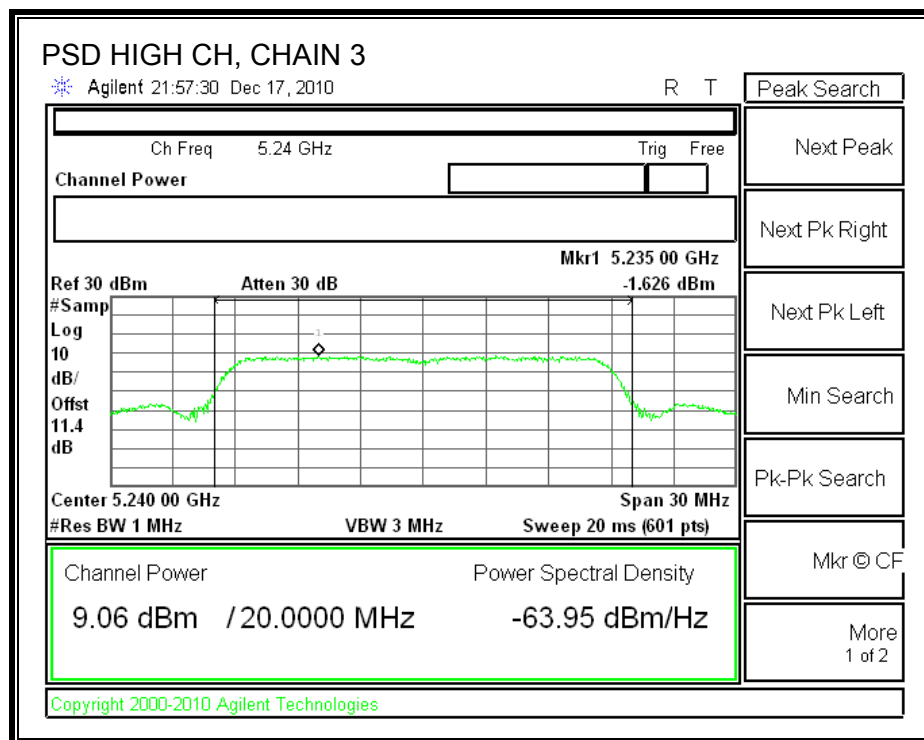 PSD HIGH CH, CHAIN 3
Agilent 21:57:30 Dec 17, 2010 R T
Peak Search
Ch Freq 5.24 GHz Trig Free
Channel Power
Next Peak
Next Pk Right
Mkr1 5.235 00 GHz
Ref 30 dBm Atten 30 dB -1.626 dBm
#Samp
Log
10
dB/
Offst
11.4
dB
1
Next Pk Left
Min Search
Pk-Pk Search
Center 5.240 00 GHz Span 30 MHz
#Res BW 1 MHz VBW 3 MHz Sweep 20 ms (601 pts)
Channel Power Power Spectral Density
9.06 dBm / 20.0000 MHz -63.95 dBm/Hz
Mkr © CF
More
1 of 2
Copyright 2000-2010 Agilent Technologies